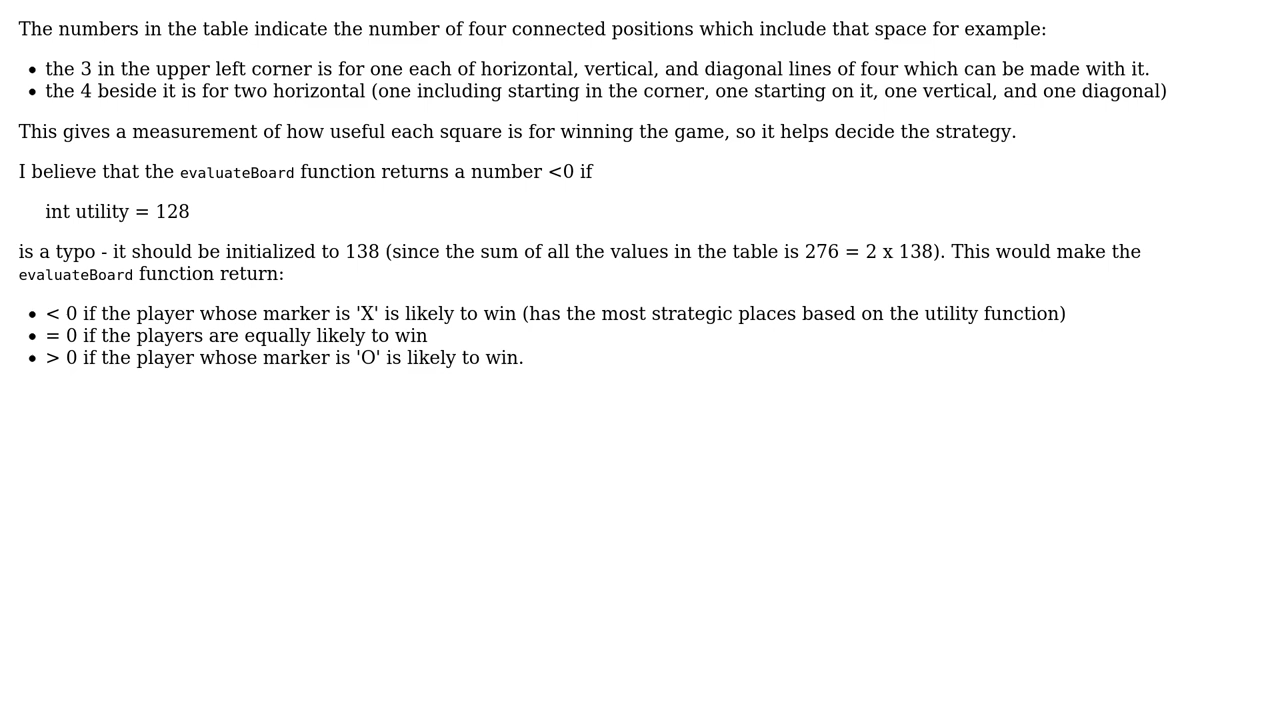 The numbers in the table indicate the number of four connected positions which include that space for example:
• the 3 in the upper left corner is for one each of horizontal, vertical, and diagonal lines of four which can be made with it.
• the 4 beside it is for two horizontal (one including starting in the corner, one starting on it, one vertical, and one diagonal)
This gives a measurement of how useful each square is for winning the game, so it helps decide the strategy.
I believe that the evaluateBoard function returns a number <0 if
int utility = 128
is a typo - it should be initialized to 138 (since the sum of all the values in the table is 276 = 2 x 138). This would make the
evaluateBoard function return:
• < 0 if the player whose marker is 'X' is likely to win (has the most strategic places based on the utility function)
• = 0 if the players are equally likely to win
• > 0 if the player whose marker is 'O' is likely to win.